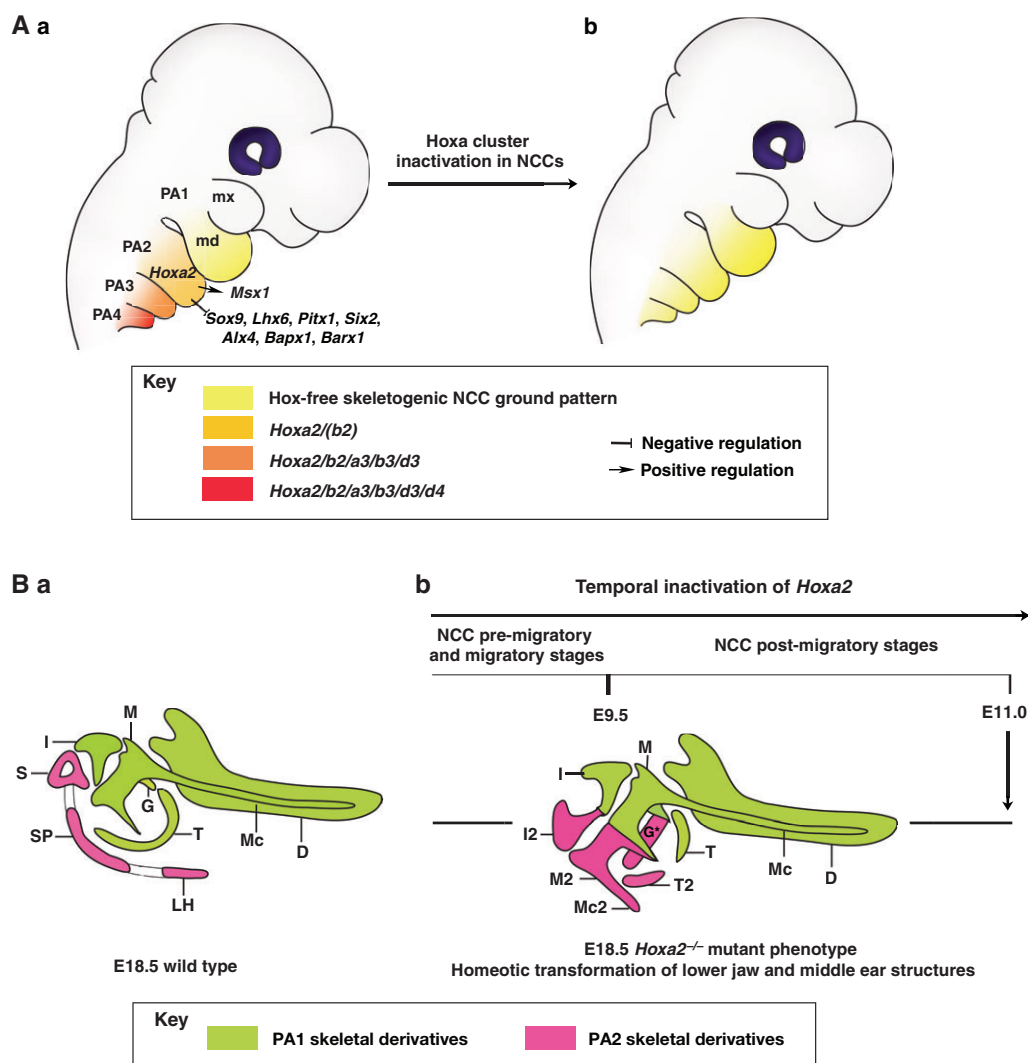 A a
b
Hoxa cluster
inactivation in NCCs
PA1
mx
md
PA2
Hoxa2
PA3
Msx1
PA4
Sox9, Lhx6, Pitx1, Six2,
Alx4, Bapx1, Barx1
Key
Hox-free skeletogenic NCC ground pattern
Hoxa2/(b2)
Hoxa2/b2/a3/b3/d3
Hoxa2/b2/a3/b3/d3/d4
Negative regulation
Positive regulation
B a
M
I
S
G
SP
T
Mc
D
LH
E18.5 wild type
b
Temporal inactivation of Hoxa2
NCC pre-migratory
and migratory stages
NCC post-migratory stages
E9.5
E11.0
M
I
I2
G*
T
M2
T2
Mc
D
Mc2
E18.5 Hoxa2–/– mutant phenotype
Homeotic transformation of lower jaw and middle ear structures
Key
PA1 skeletal derivatives
PA2 skeletal derivatives